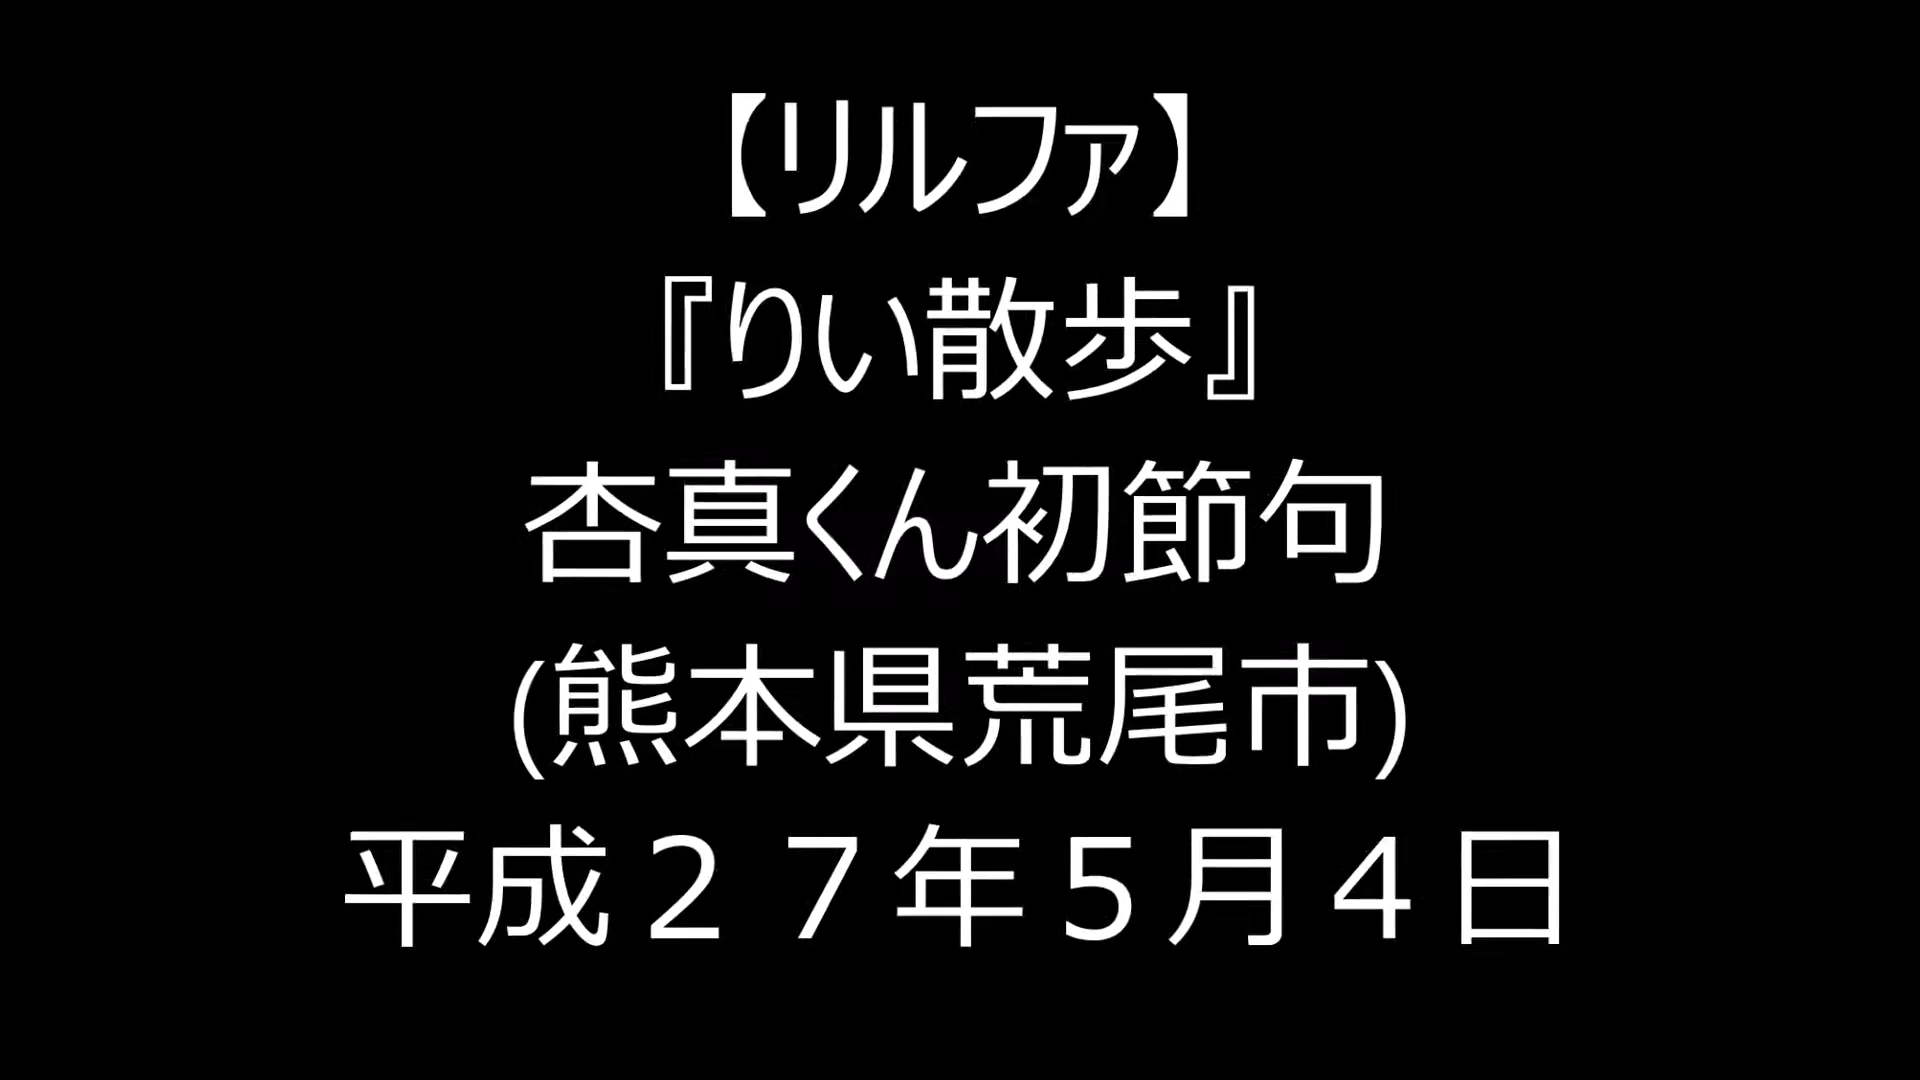 【リルファ】
『りい散歩』
杏真くん初節句
(熊本県荒尾市)
平成２７年５月４日